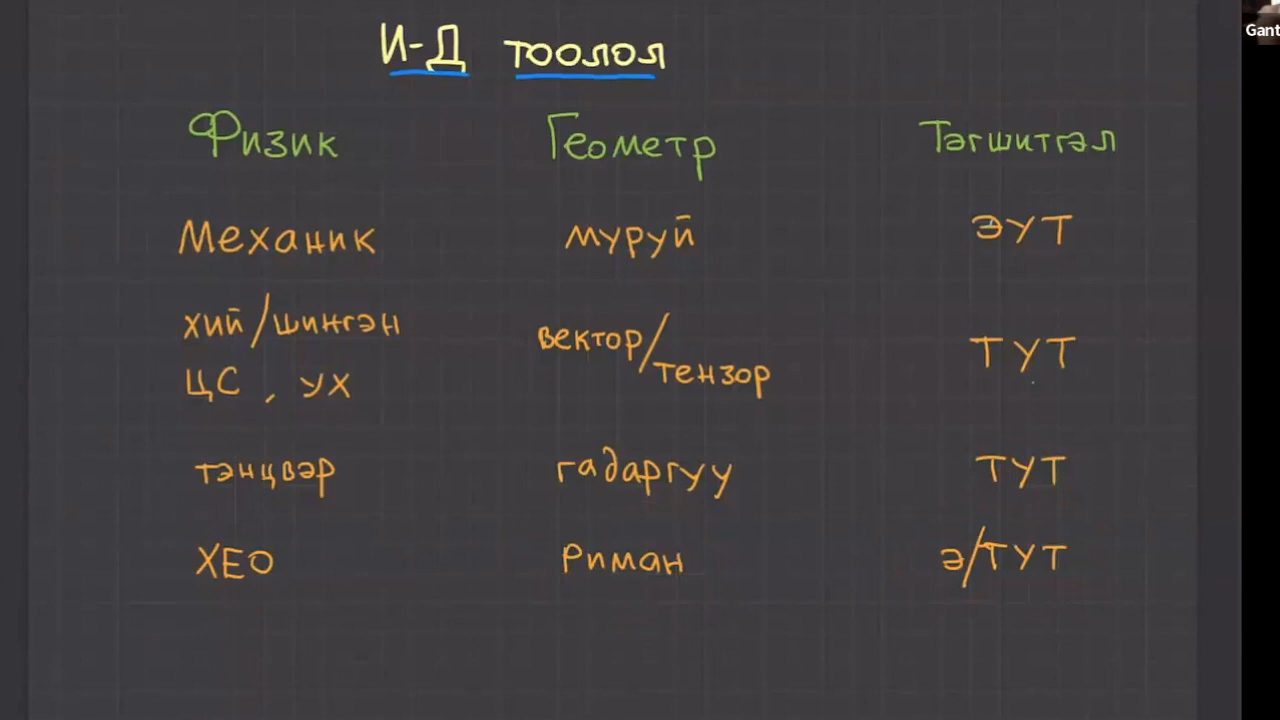 И-Д тоолол
Физик Геометр Тэгшитгэл
Механик муруй ЭУТ
Gant
хий/шингэн вектор/тензор ТУТ
ЦС, УХ
тэнцвэр гадаргуу ТУТ
ХЕО Риман Э/ТУТ